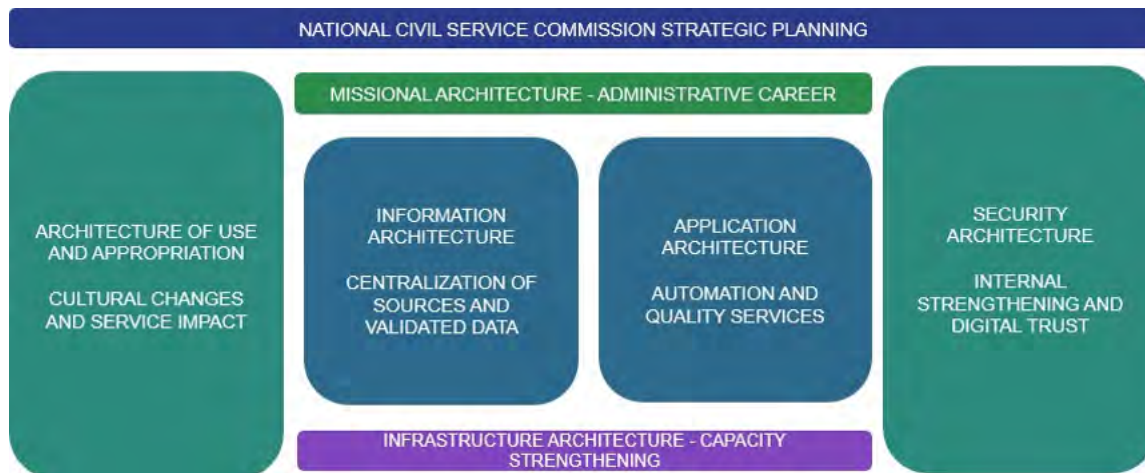 NATIONAL CIVIL SERVICE COMMISSION STRATEGIC PLANNING
ARCHITECTURE OF USE
AND APPROPRIATION
CULTURAL CHANGES
AND SERVICE IMPACT
MISSIONAL ARCHITECTURE - ADMINISTRATIVE CAREER
INFORMATION
ARCHITECTURE
CENTRALIZATION OF
SOURCES AND
VALIDATED DATA
APPLICATION
ARCHITECTURE
AUTOMATION AND
QUALITY SERVICES
INFRASTRUCTURE ARCHITECTURE - CAPACITY
STRENGTHENING
SECURITY
ARCHITECTURE
INTERNAL
STRENGTHENING AND
DIGITAL TRUST